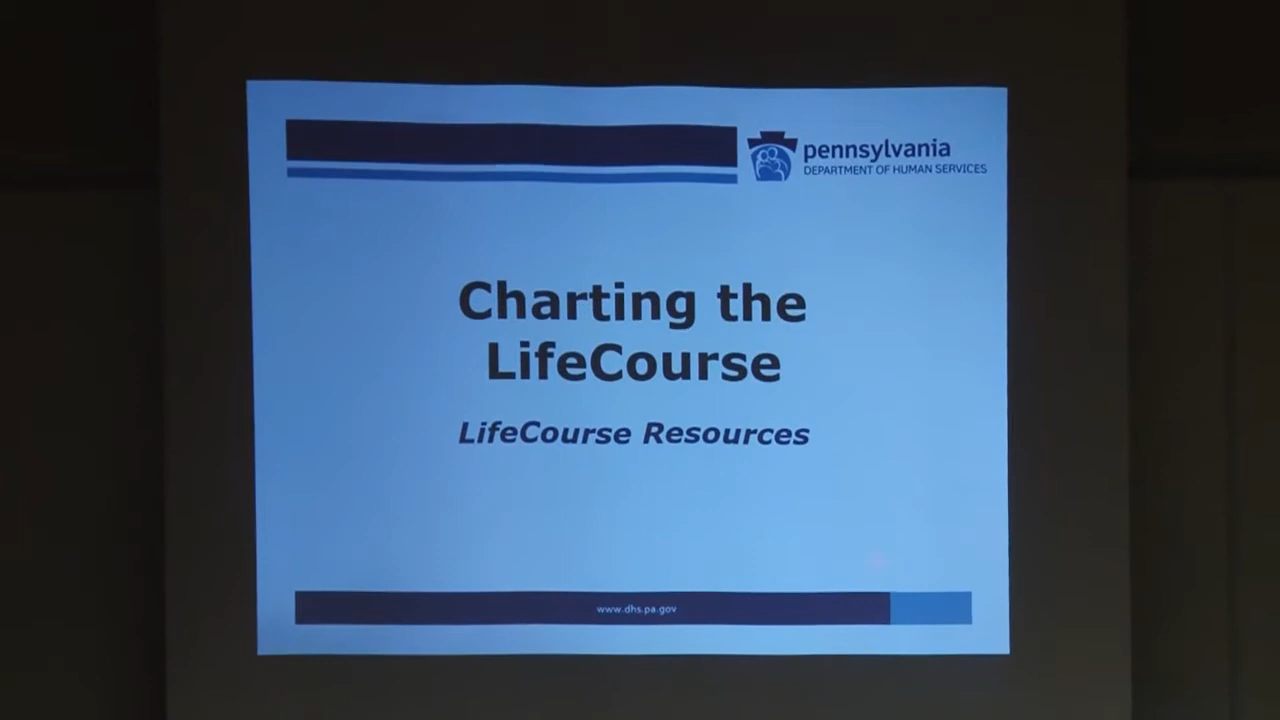 pennsylvania
DEPARTMENT OF HUMAN SERVICES
Charting the
LifeCourse
LifeCourse Resources
www.dhs.pa.gov